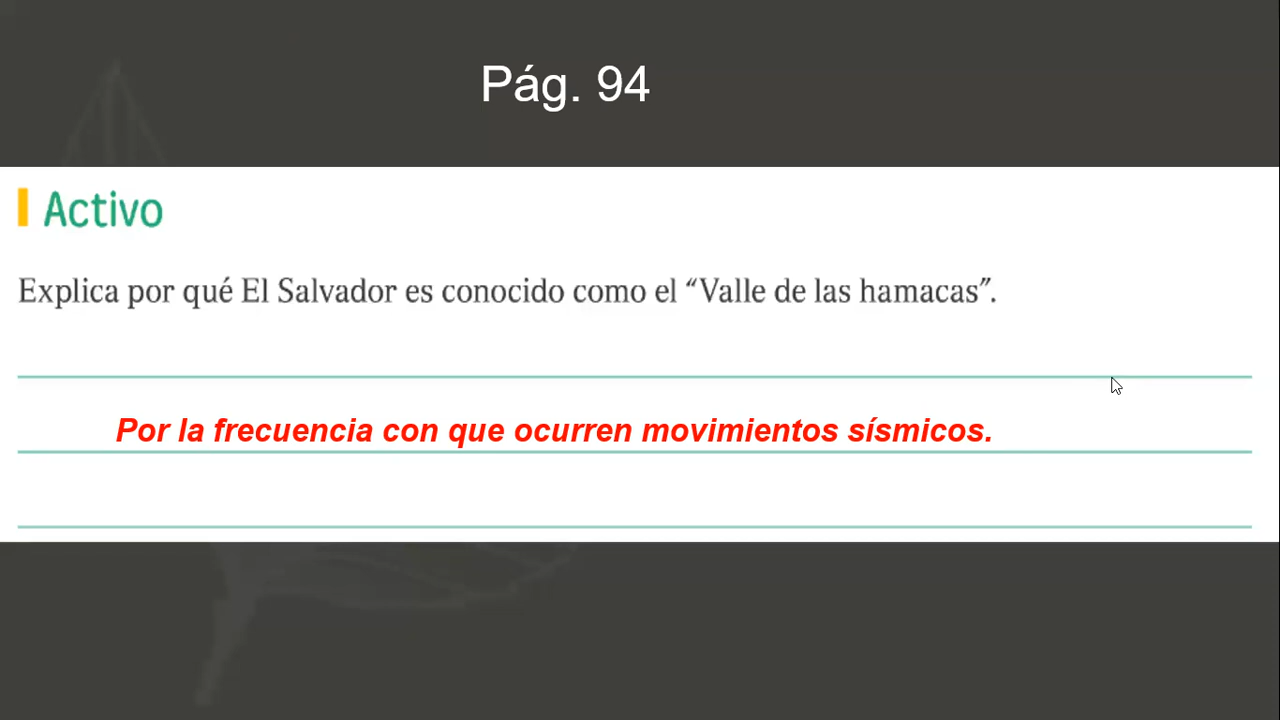 Pág. 94
Activo
Explica por qué El Salvador es conocido como el “Valle de las hamacas”.
Por la frecuencia con que ocurren movimientos sísmicos.